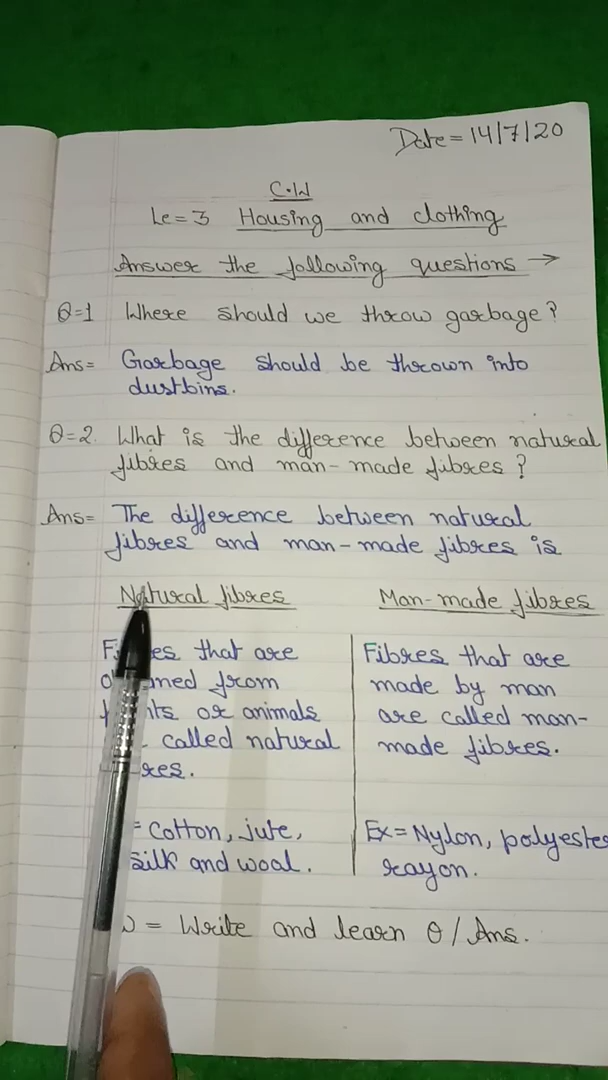 Date = 14/7/20
C.W
Le = 3 Housing and clothing
Answer the following questions →
Q=1 Where should we throw garbage?
Ans= Garbage should be thrown into
dustbins.
Q=2. What is the difference between natural
fibres and man-made fibres?
Ans= The difference between natural
fibres and man-made fibres is
Natural fibres
that are
from
or animals
called natural
= Cotton, jute,
silk and woal.
Man-made fibres
Fibres that are
made by man
are called man-
made fibres.
Ex= Nylon, polyester
rayon.
= Write and learn Q/Ans.